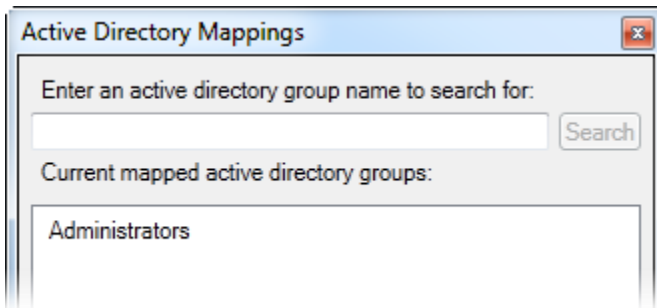 Active Directory Mappings
Enter an active directory group name to search for:
Search
Current mapped active directory groups:
Administrators